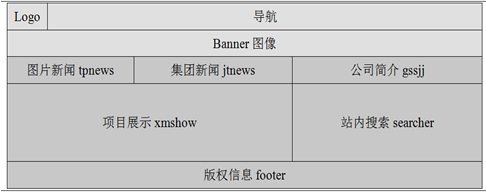 Logo
导航
Banner 图像
图片新闻 tpnews
集团新闻 jtnews
公司简介 gssjj
项目展示 xmshow
站内搜索 searcher
版权信息 footer